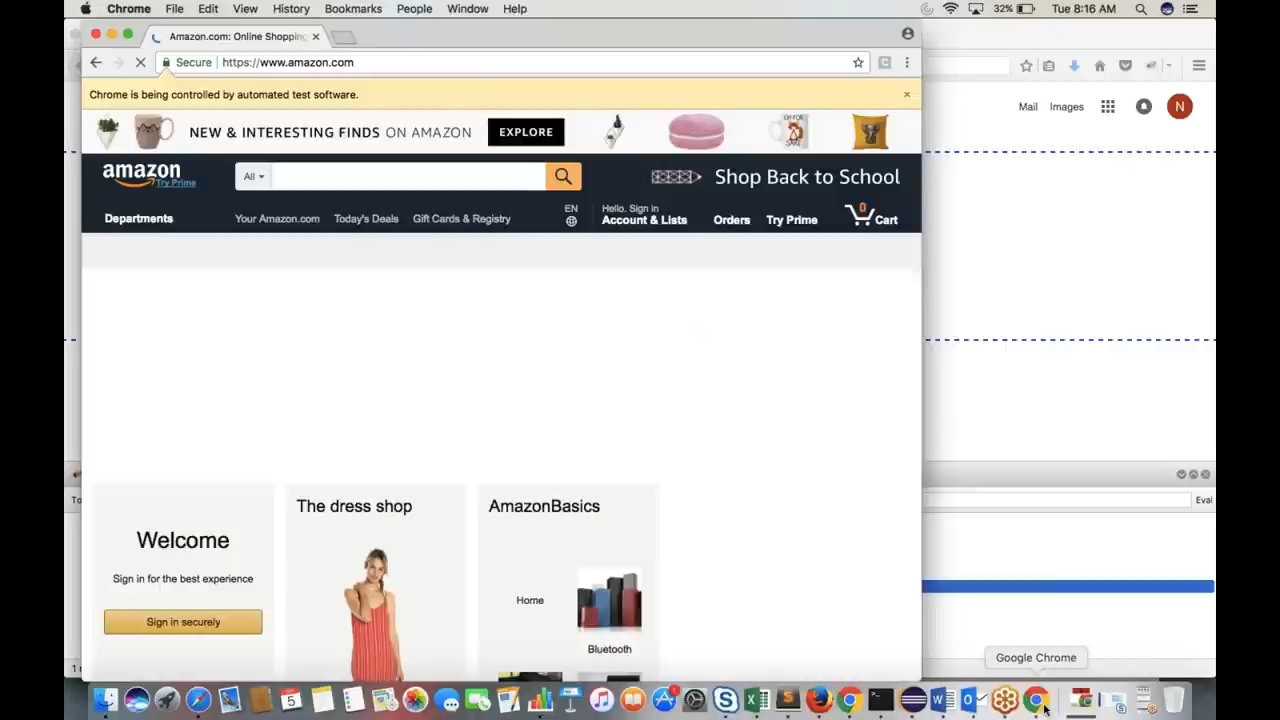 Chrome File Edit View History Bookmarks People Window Help 32% Tue 8:16 AM
Amazon.com: Online Shopping
Secure https://www.amazon.com
Chrome is being controlled by automated test software.
Mail Images N
NEW & INTERESTING FINDS ON AMAZON EXPLORE
amazon
Try Prime
All
Shop Back to School
Departments Your Amazon.com Today's Deals Gift Cards & Registry EN Hello. Sign in Account & Lists Orders Try Prime 0 Cart
Eval
The dress shop AmazonBasics
Welcome
Sign in for the best experience
Home
Sign in securely
Bluetooth
Google Chrome
5